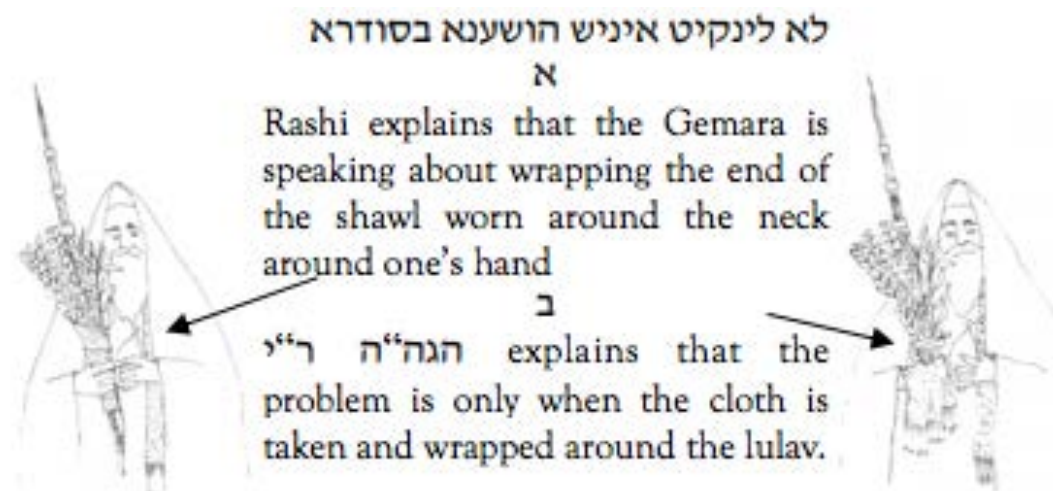 לא לינקיט איניש הושענא בסודרא
א
Rashi explains that the Gemara is
speaking about wrapping the end of
the shawl worn around the neck
around one's hand
ב
הגה“ה ר“י explains that the
problem is only when the cloth is
taken and wrapped around the lulav.